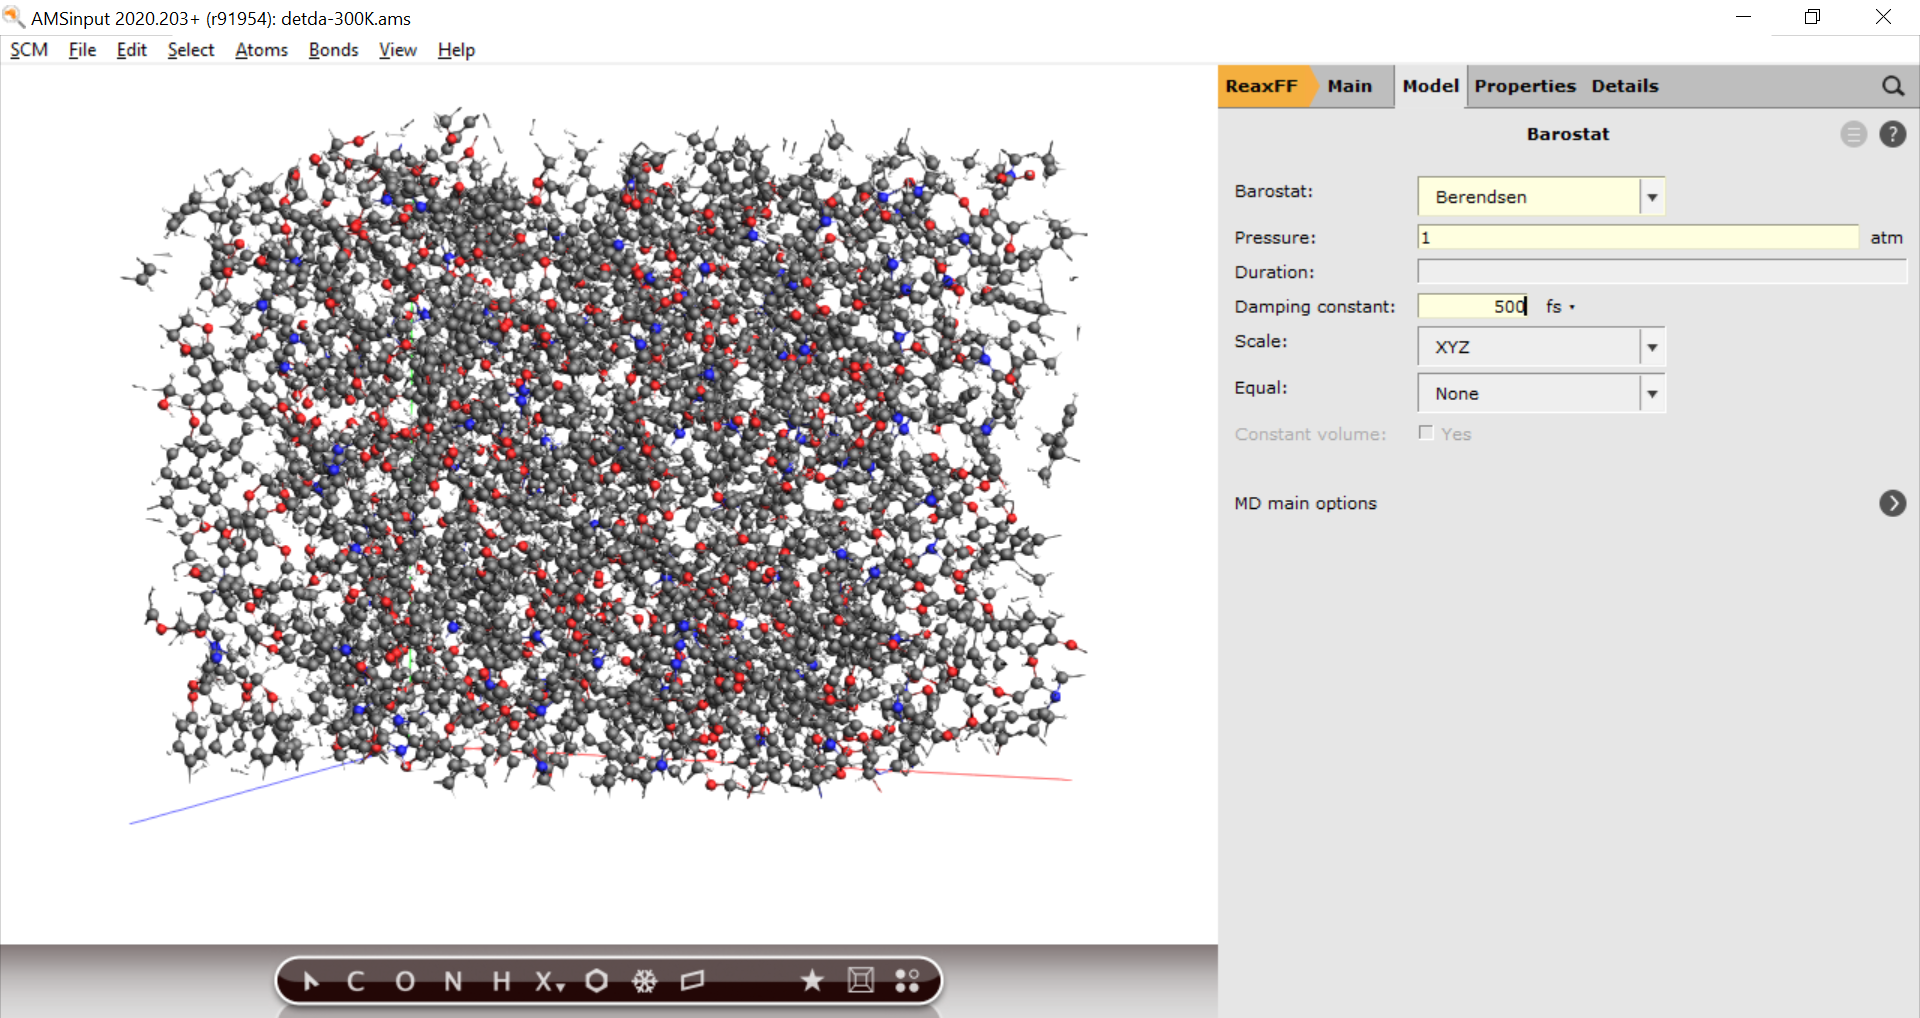 AMSinput 2020.203+ (r91954): detda-300K.ams
SCM File Edit Select Atoms Bonds View Help
ReaxFF Main Model Properties Details
Barostat ?
Barostat: Berendsen
Pressure: 1 atm
Duration:
Damping constant: 500 fs
Scale: XYZ
Equal: None
Constant volume: Yes
MD main options
C O N H X